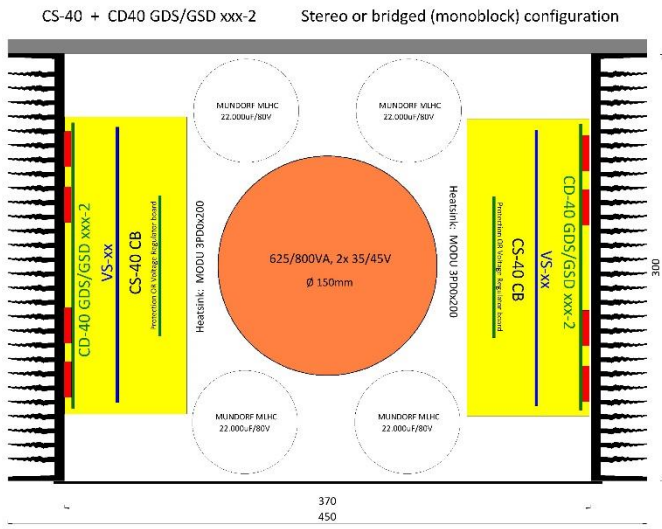 CS-40 + CD40 GDS/GSD xxx-2 Stereo or bridged (monoblock) configuration
MUNDORF MLHC
22.000uF/80V
MUNDORF MLHC
22.000uF/80V
CD-40 GDS/GSD xxx-2
VS-xx
CS-40 CB
Protection OR Voltage Regulator board
Heatsink: MODU 3PD0x200
625/800VA, 2x 35/45V
Ø 150mm
Heatsink: MODU 3PD0x200
Protection OR Voltage Regulator board
CS-40 CB
VS-xx
CD-40 GDS/GSD xxx-2
300
MUNDORF MLHC
22.000uF/80V
MUNDORF MLHC
22.000uF/80V
370
450